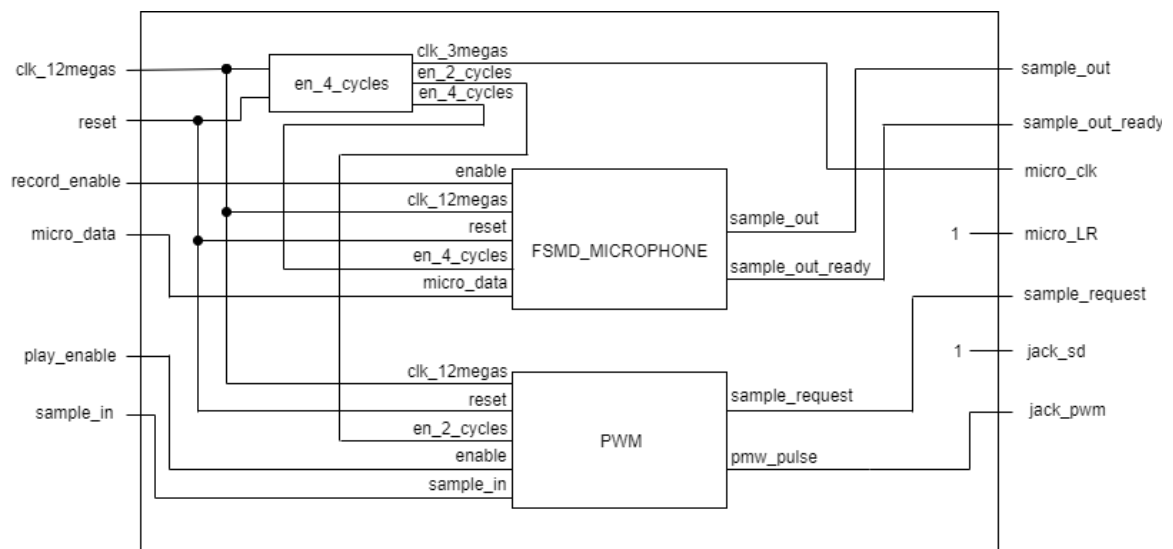 clk_12megas
reset
record_enable
micro_data
play_enable
sample_in
en_4_cycles
clk_3megas
en_2_cycles
en_4_cycles
enable
clk_12megas
reset
en_4_cycles
micro_data
FSMD_MICROPHONE
sample_out
sample_out_ready
clk_12megas
reset
en_2_cycles
enable
sample_in
PWM
sample_request
pmw_pulse
sample_out
sample_out_ready
micro_clk
1 micro_LR
sample_request
1 jack_sd
jack_pwm